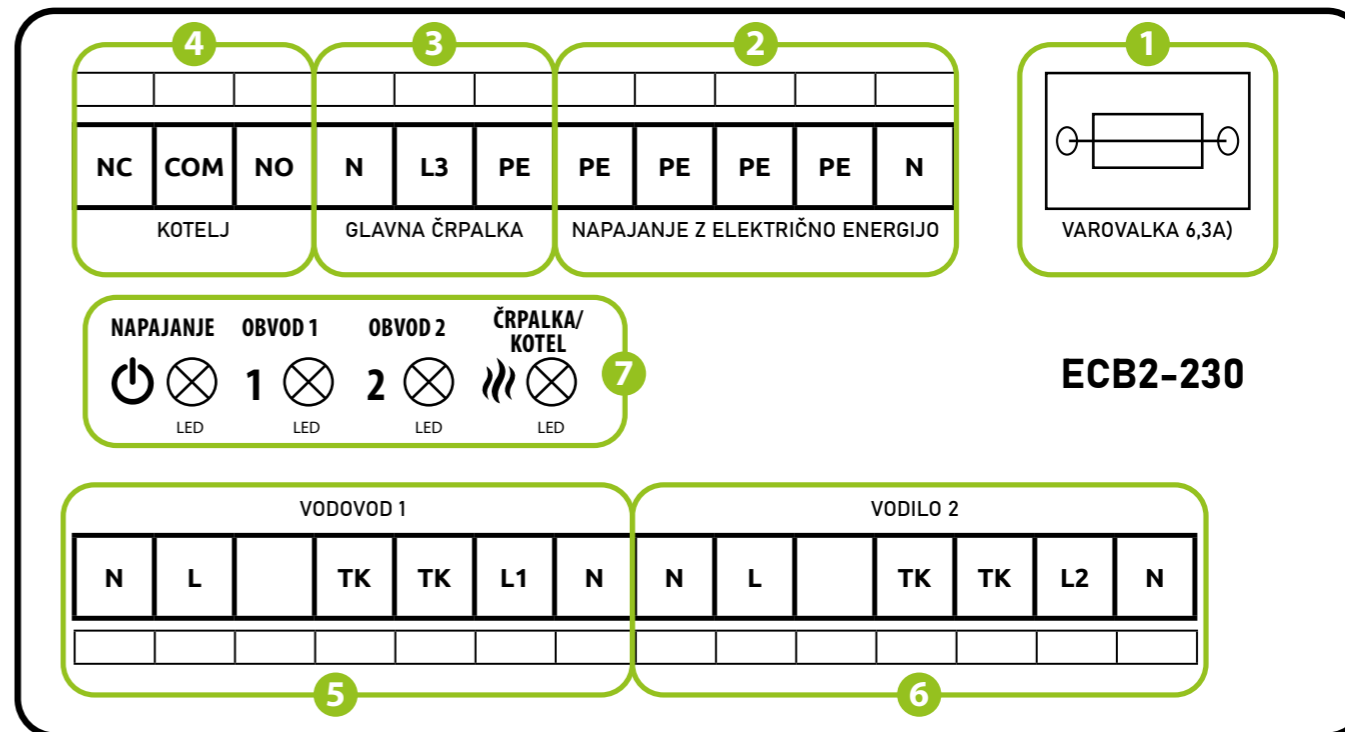 4 3 2 1
NC COM NO N L3 PE PE PE PE PE N
KOTELJ GLAVNA ČRPALKA NAPAJANJE Z ELEKTRIČNO ENERGIJO VAROVALKA 6,3A)
NAPAJANJE OBVOD 1 OBVOD 2 ČRPALKA/
KOTEL
1 2 7
LED LED LED LED
ECB2-230
VODOVOD 1 VODILO 2
N L TK TK L1 N N L TK TK L2 N
5 6